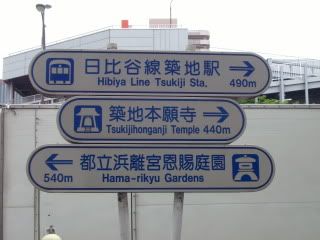 日比谷線築地駅
Hibiya Line Tsukiji Sta. 490m
築地本願寺
Tsukijihonganji Temple 440m
都立浜離宮恩賜庭園
540m Hama-rikyu Gardens